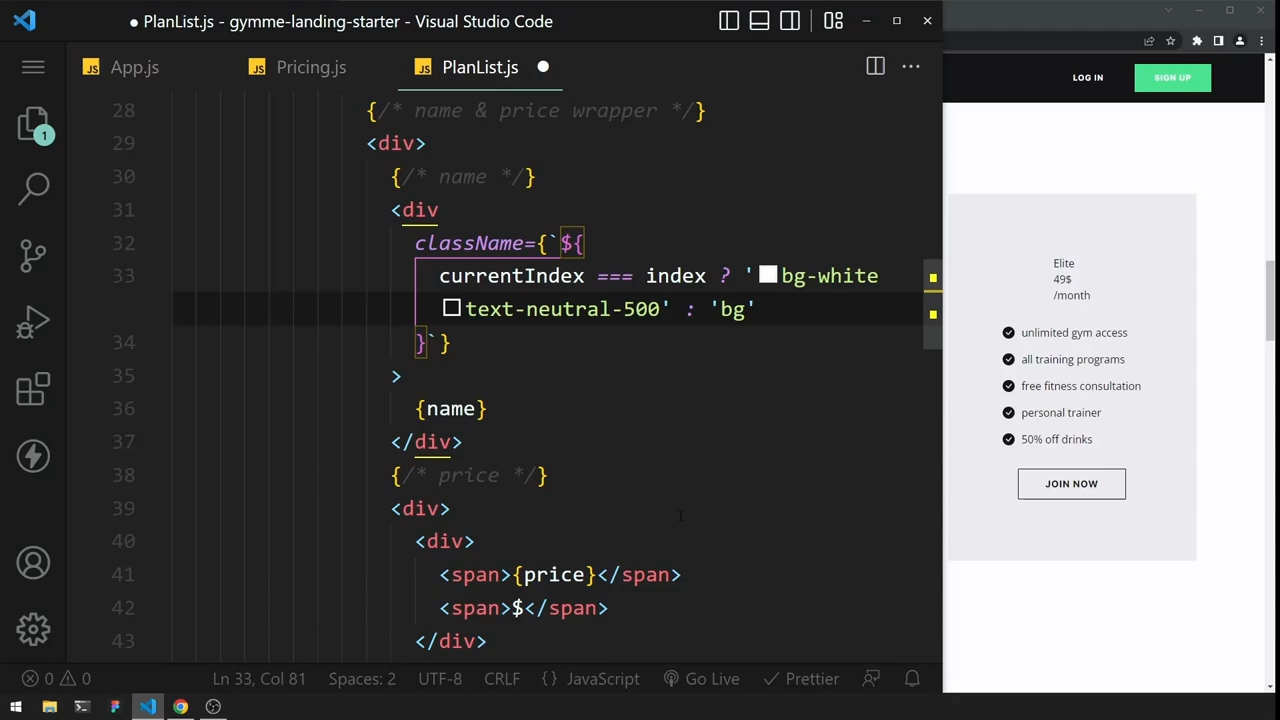 ● PlanList.js - gymme-landing-starter - Visual Studio Code
JS App.js
JS Pricing.js
JS PlanList.js ●
28 {/* name & price wrapper */}
29 <div>
30 {/* name */}
31 <div
32 className={`${
33 currentIndex === index ? 'bg-white
text-neutral-500' : 'bg'
34 }`}
35 >
36 {name}
37 </div>
38 {/* price */}
39 <div>
40 <div>
41 <span>{price}</span>
42 <span>$</span>
43 </div>
1
0 0
Ln 33, Col 81
Spaces: 2
UTF-8
CRLF
{} JavaScript
Go Live
Prettier
LOG IN
SIGN UP
Elite
49$
/month
unlimited gym access
all training programs
free fitness consultation
personal trainer
50% off drinks
JOIN NOW